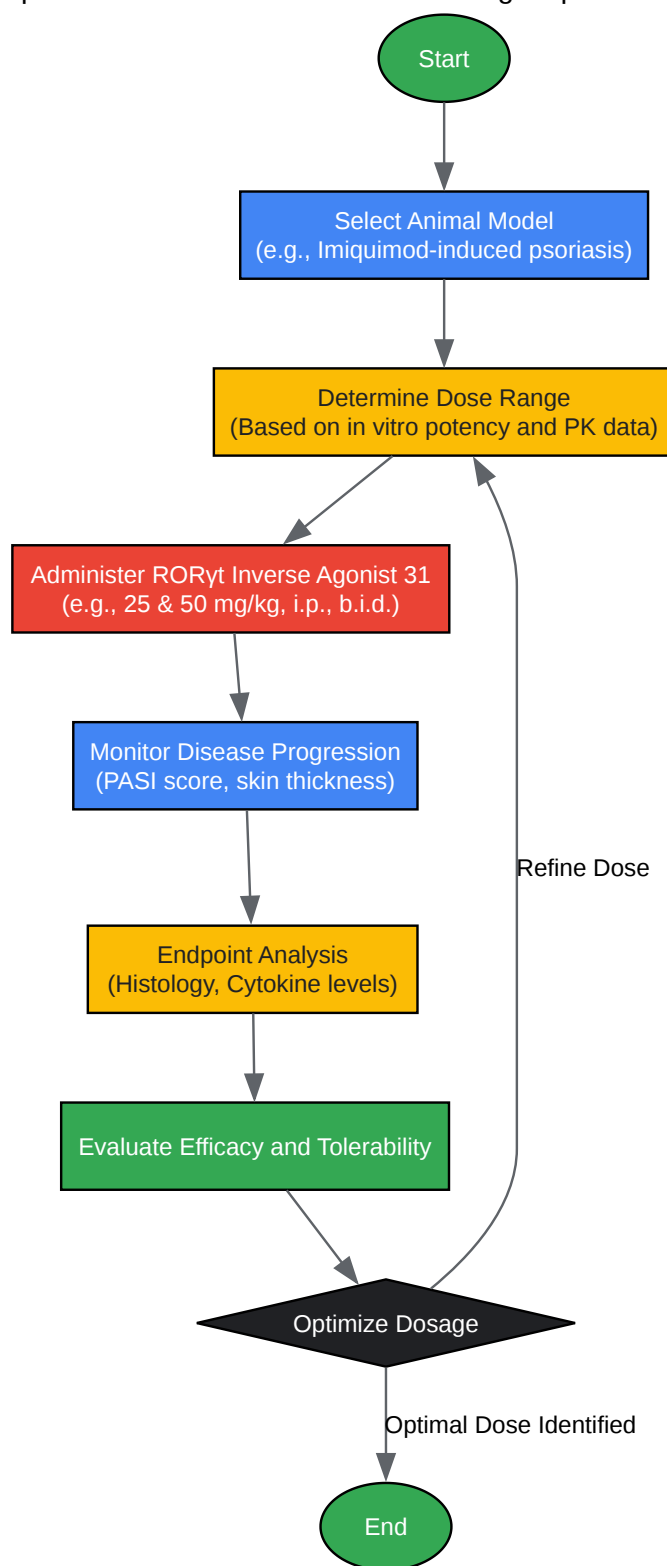 Start
Select Animal Model
(e.g., Imiquimod-induced psoriasis)
Determine Dose Range
(Based on in vitro potency and PK data)
Administer RORγt Inverse Agonist 31
(e.g., 25 & 50 mg/kg, i.p., b.i.d.)
Monitor Disease Progression
(PASI score, skin thickness)
Refine Dose
Endpoint Analysis
(Histology, Cytokine levels)
Evaluate Efficacy and Tolerability
Optimize Dosage
Optimal Dose Identified
End